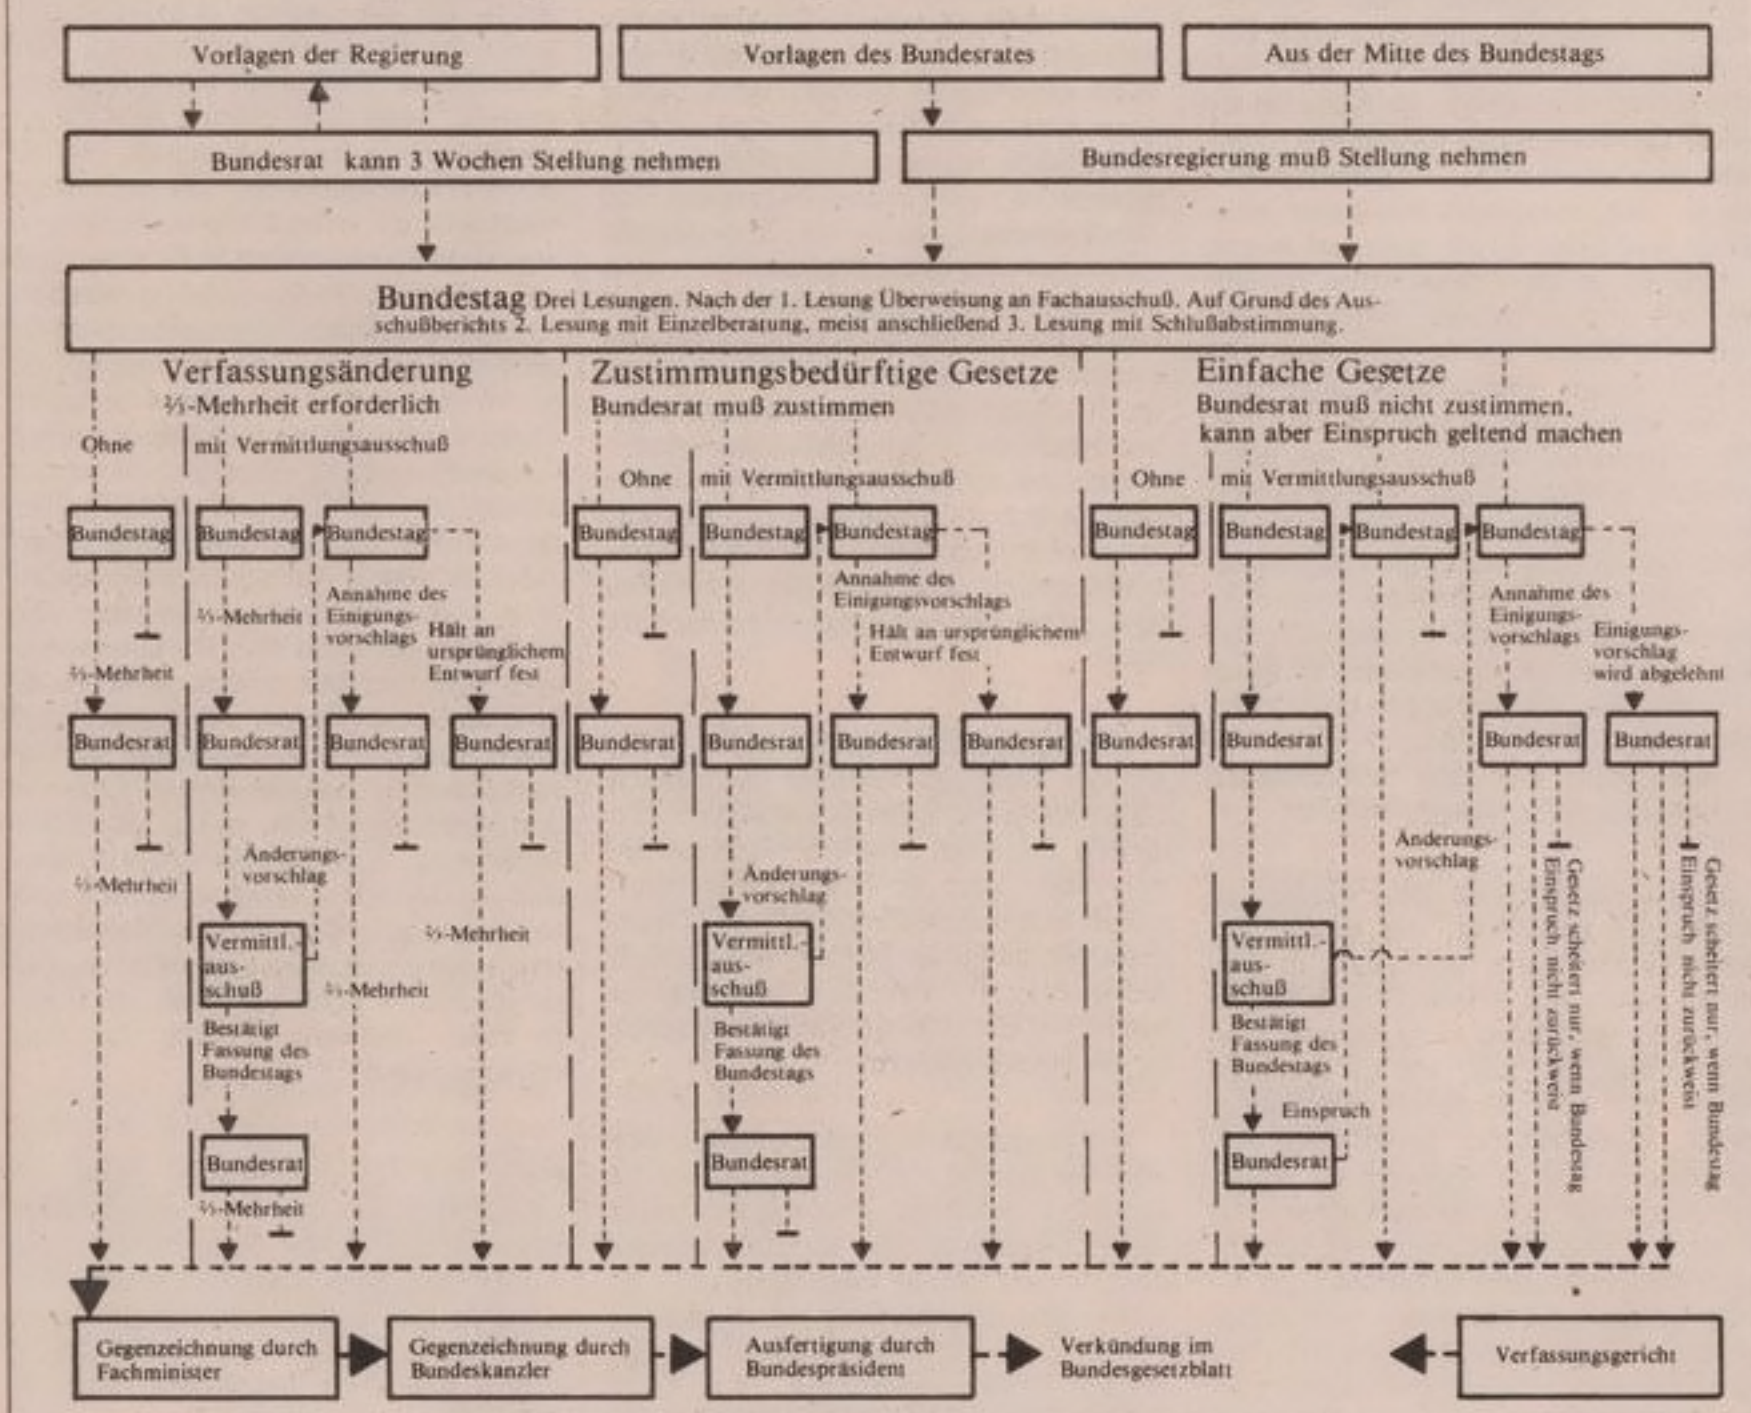 Vorlagen der Regierung
Vorlagen des Bundesrates
Aus der Mitte des Bundestags
Bundesrat kann 3 Wochen Stellung nehmen
Bundesregierung muß Stellung nehmen
Bundestag Drei Lesungen. Nach der 1. Lesung Überweisung an Fachausschuß. Auf Grund des Aus-
schußberichts 2. Lesung mit Einzelberatung, meist anschließend 3. Lesung mit Schlußabstimmung.
Verfassungsänderung
⅔-Mehrheit erforderlich
Ohne
mit Vermittlungsausschuß
Zustimmungsbedürftige Gesetze
Bundesrat muß zustimmen
Ohne
mit Vermittlungsausschuß
Einfache Gesetze
Bundesrat muß nicht zustimmen,
kann aber Einspruch geltend machen
Ohne
mit Vermittlungsausschuß
Bundestag
Bundestag
Bundestag
Bundestag
Bundestag
Bundestag
Bundestag
Bundestag
Bundestag
Bundestag
⅔-Mehrheit
⅔-Mehrheit
Annahme des
Einigungs-
vorschlags
Hält an
ursprünglichem
Entwurf fest
Annahme des
Einigungsvorschlags
Hält an ursprünglichem
Entwurf fest
Annahme des
Einigungs-
vorschlags
Einigungs-
vorschlag
wird abgelehnt
Bundesrat
Bundesrat
Bundesrat
Bundesrat
Bundesrat
Bundesrat
Bundesrat
Bundesrat
Bundesrat
Bundesrat
Bundesrat
Bundesrat
⅔-Mehrheit
Änderungs-
vorschlag
⅔-Mehrheit
⅔-Mehrheit
Änderungs-
vorschlag
Änderungs-
vorschlag
Gesetz scheitert nur, wenn Bundestag
Einspruch nicht zurückweist
Gesetz scheitert nur, wenn Bundestag
Einspruch nicht zurückweist
Vermittl.-
aus-
schuß
Vermittl.-
aus-
schuß
Vermittl.-
aus-
schuß
Bestätigt
Fassung des
Bundestags
Bestätigt
Fassung des
Bundestags
Bestätigt
Fassung des
Bundestags
Einspruch
Bundesrat
Bundesrat
Bundesrat
⅔-Mehrheit
Gegenzeichnung durch
Fachminister
Gegenzeichnung durch
Bundeskanzler
Ausfertigung durch
Bundespräsident
Verkündung im
Bundesgesetzblatt
Verfassungsgericht